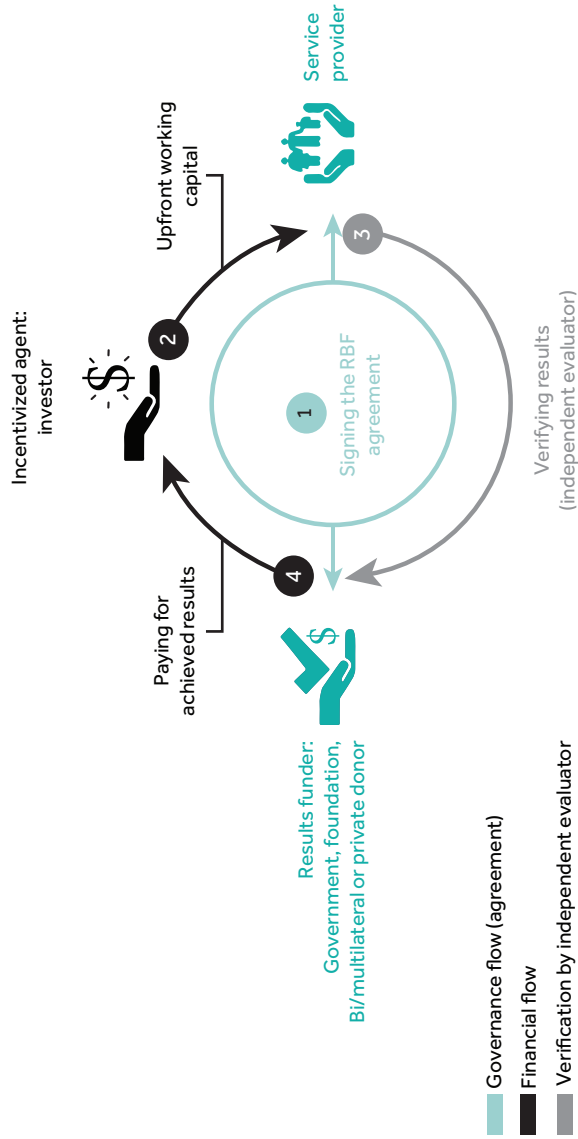 Incentivized agent:
investor
$
Paying for
achieved results
Upfront working
capital
2
4
1
Signing the RBF
agreement
3
$
Results funder:
Government, foundation,
Bi/multilateral or private donor
Service
provider
Verifying results
(independent evaluator)
Governance flow (agreement)
Financial flow
Verification by independent evaluator